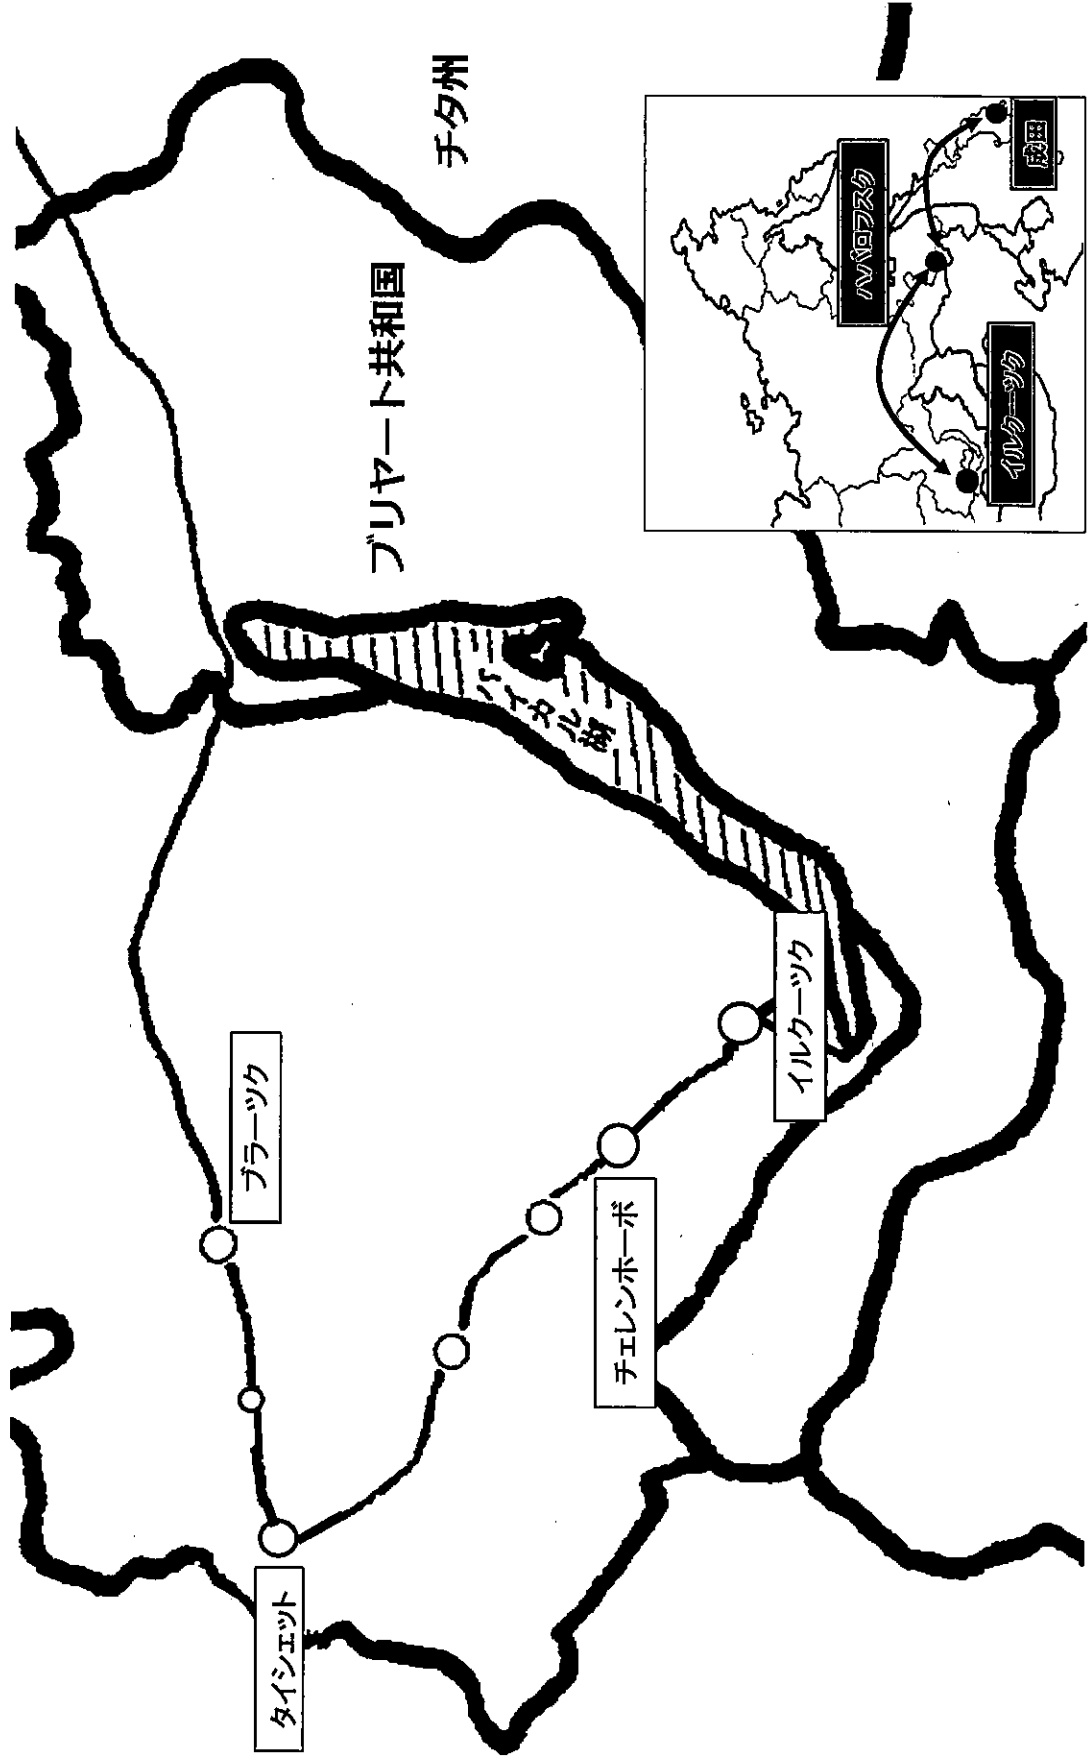 タイシェット
ブラーツク
チェレンホーボ
イルクーツク
バイカル湖
ブリヤート共和国
チタ州
イルクーツク
ハバロフスク
成田